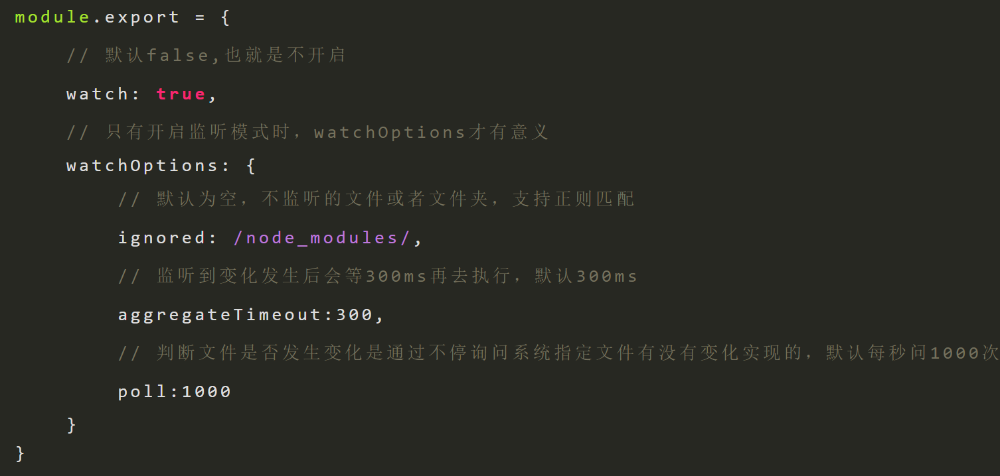 module.export = {
// 默认false,也就是不开启
watch: true,
// 只有开启监听模式时，watchOptions才有意义
watchOptions: {
// 默认为空，不监听的文件或者文件夹，支持正则匹配
ignored: /node_modules/,
// 监听到变化发生后会等300ms再去执行，默认300ms
aggregateTimeout:300,
// 判断文件是否发生变化是通过不停询问系统指定文件有没有变化实现的，默认每秒问1000次
poll:1000
}
}